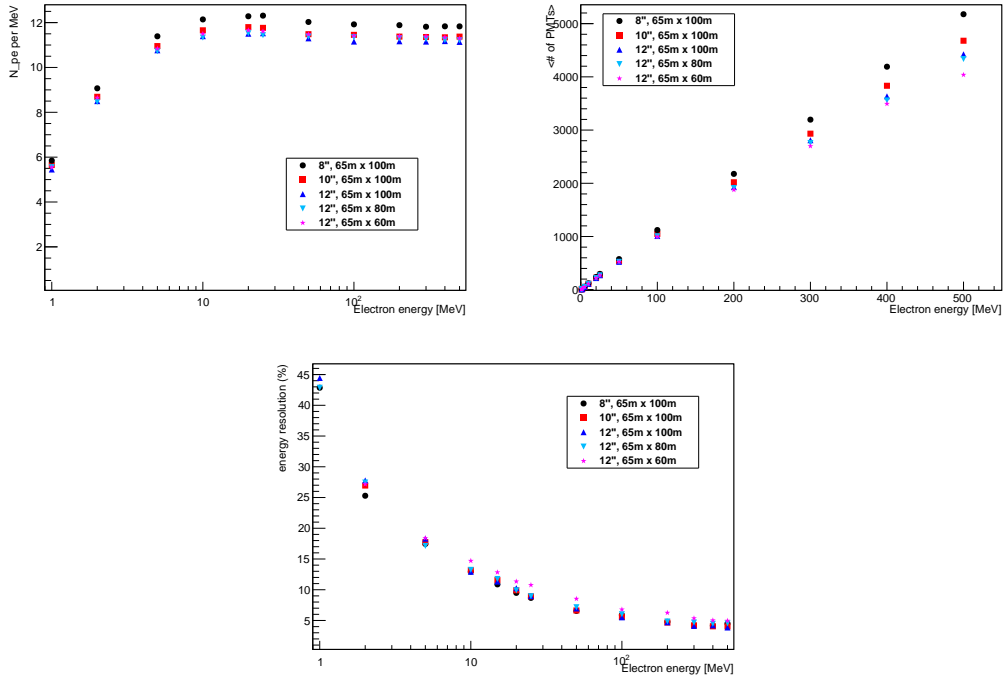 N_pe per MeV
12
10
8
6
4
2
8", 65m x 100m
10", 65m x 100m
12", 65m x 100m
12", 65m x 80m
12", 65m x 60m
1
10
10²
Electron energy [MeV]
<# of PMTs>
5000
4000
3000
2000
1000
0
8", 65m x 100m
10", 65m x 100m
12", 65m x 100m
12", 65m x 80m
12", 65m x 60m
0
100
200
300
400
500
Electron energy [MeV]
energy resolution (%)
45
40
35
30
25
20
15
10
5
8", 65m x 100m
10", 65m x 100m
12", 65m x 100m
12", 65m x 80m
12", 65m x 60m
1
10
10²
Electron energy [MeV]